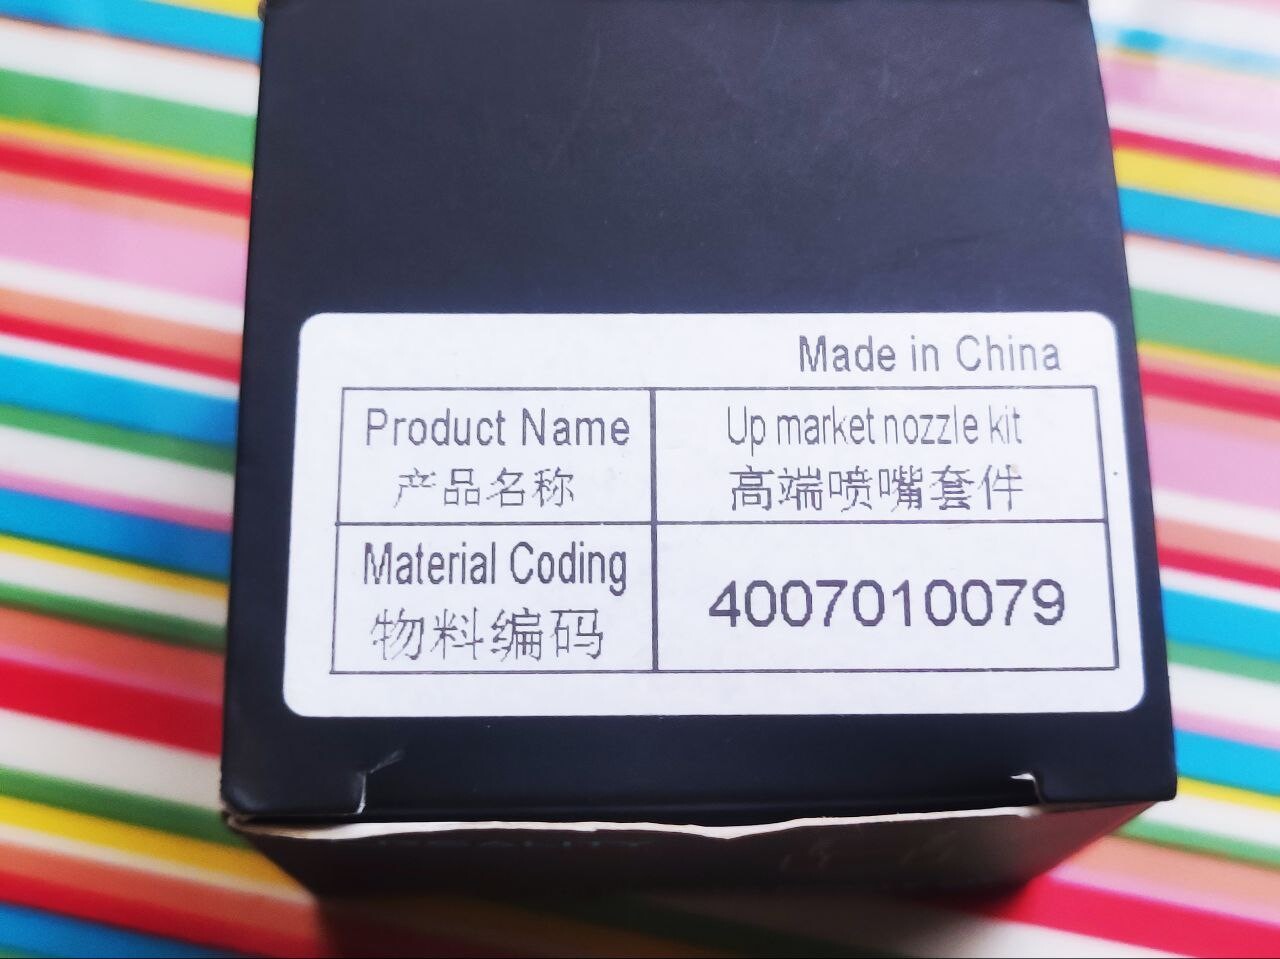 Made in China
Product Name
产品名称
Up market nozzle kit
高端喷嘴套件
Material Coding
物料编码
4007010079